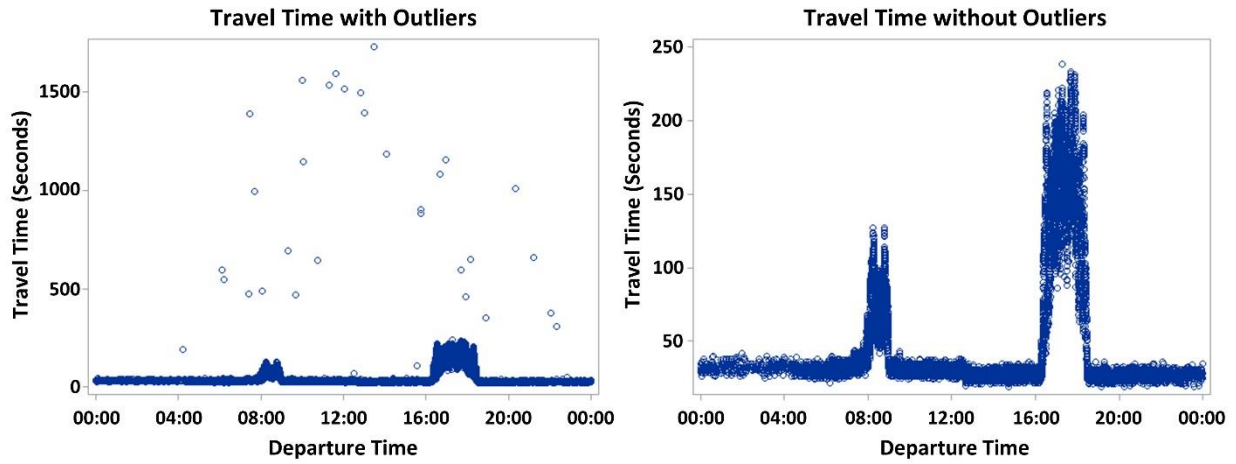 Travel Time with Outliers
Travel Time (Seconds)
1500
1000
500
0
00:00 04:00 08:00 12:00 16:00 20:00 00:00
Departure Time
Travel Time without Outliers
Travel Time (Seconds)
250
200
150
100
50
00:00 04:00 08:00 12:00 16:00 20:00 00:00
Departure Time